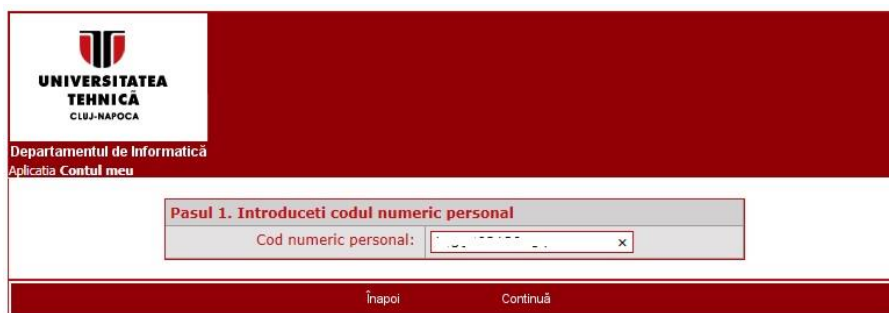 UNIVERSITATEA
TEHNICĂ
CLUJ-NAPOCA
Departamentul de Informatică
Aplicatia Contul meu
Pasul 1. Introduceti codul numeric personal
Cod numeric personal:
Înapoi Continuă